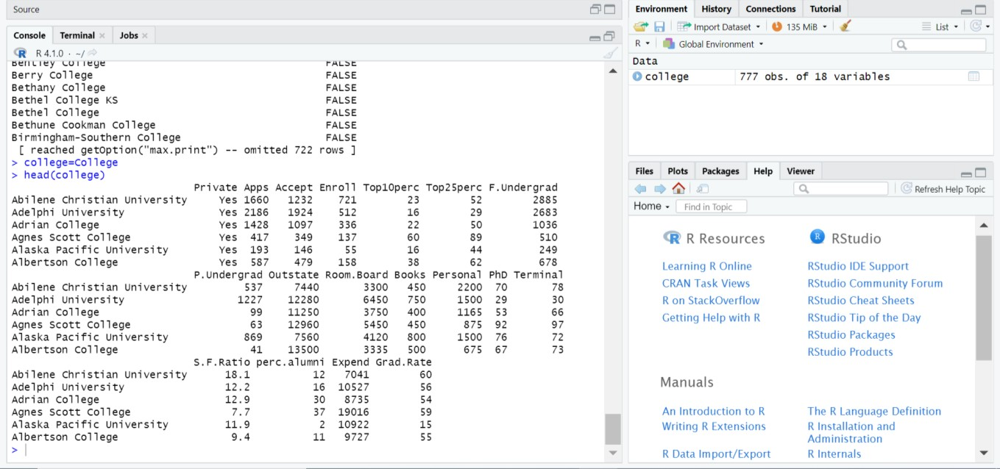 Source
Console Terminal × Jobs ×
R 4.1.0 · ~/
Bentley College                                   FALSE
Berry College                                     FALSE
Bethany College                                   FALSE
Bethel College KS                                 FALSE
Bethel College                                    FALSE
Bethune Cookman College                           FALSE
Birmingham-Southern College                       FALSE
 [ reached getOption("max.print") -- omitted 722 rows ]
> college=College
> head(college)
                             Private Apps Accept Enroll Top10perc Top25perc F.Undergrad
Abilene Christian University     Yes 1660   1232    721        23        52        2885
Adelphi University               Yes 2186   1924    512        16        29        2683
Adrian College                   Yes 1428   1097    336        22        50        1036
Agnes Scott College              Yes  417    349    137        60        89         510
Alaska Pacific University        Yes  193    146     55        16        44         249
Albertson College                Yes  587    479    158        38        62         678
                             P.Undergrad Outstate Room.Board Books Personal PhD Terminal
Abilene Christian University         537     7440       3300   450     2200  70       78
Adelphi University                  1227    12280       6450   750     1500  29       30
Adrian College                        99    11250       3750   400     1165  53       66
Agnes Scott College                   63    12960       5450   450      875  92       97
Alaska Pacific University            869     7560       4120   800     1500  76       72
Albertson College                     41    13500       3335   500      675  67       73
                             S.F.Ratio perc.alumni Expend Grad.Rate
Abilene Christian University      18.1          12   7041        60
Adelphi University                12.2          16  10527        56
Adrian College                    12.9          30   8735        54
Agnes Scott College                7.7          37  19016        59
Alaska Pacific University         11.9           2  10922        15
Albertson College                  9.4          11   9727        55
>
Environment History Connections Tutorial
Import Dataset 135 MiB List
R Global Environment
Data
college 777 obs. of 18 variables
Files Plots Packages Help Viewer
Refresh Help Topic
Home Find in Topic
R Resources
Learning R Online
CRAN Task Views
R on StackOverflow
Getting Help with R
RStudio
RStudio IDE Support
RStudio Community Forum
RStudio Cheat Sheets
RStudio Tip of the Day
RStudio Packages
RStudio Products
Manuals
An Introduction to R
Writing R Extensions
R Data Import/Export
The R Language Definition
R Installation and
Administration
R Internals